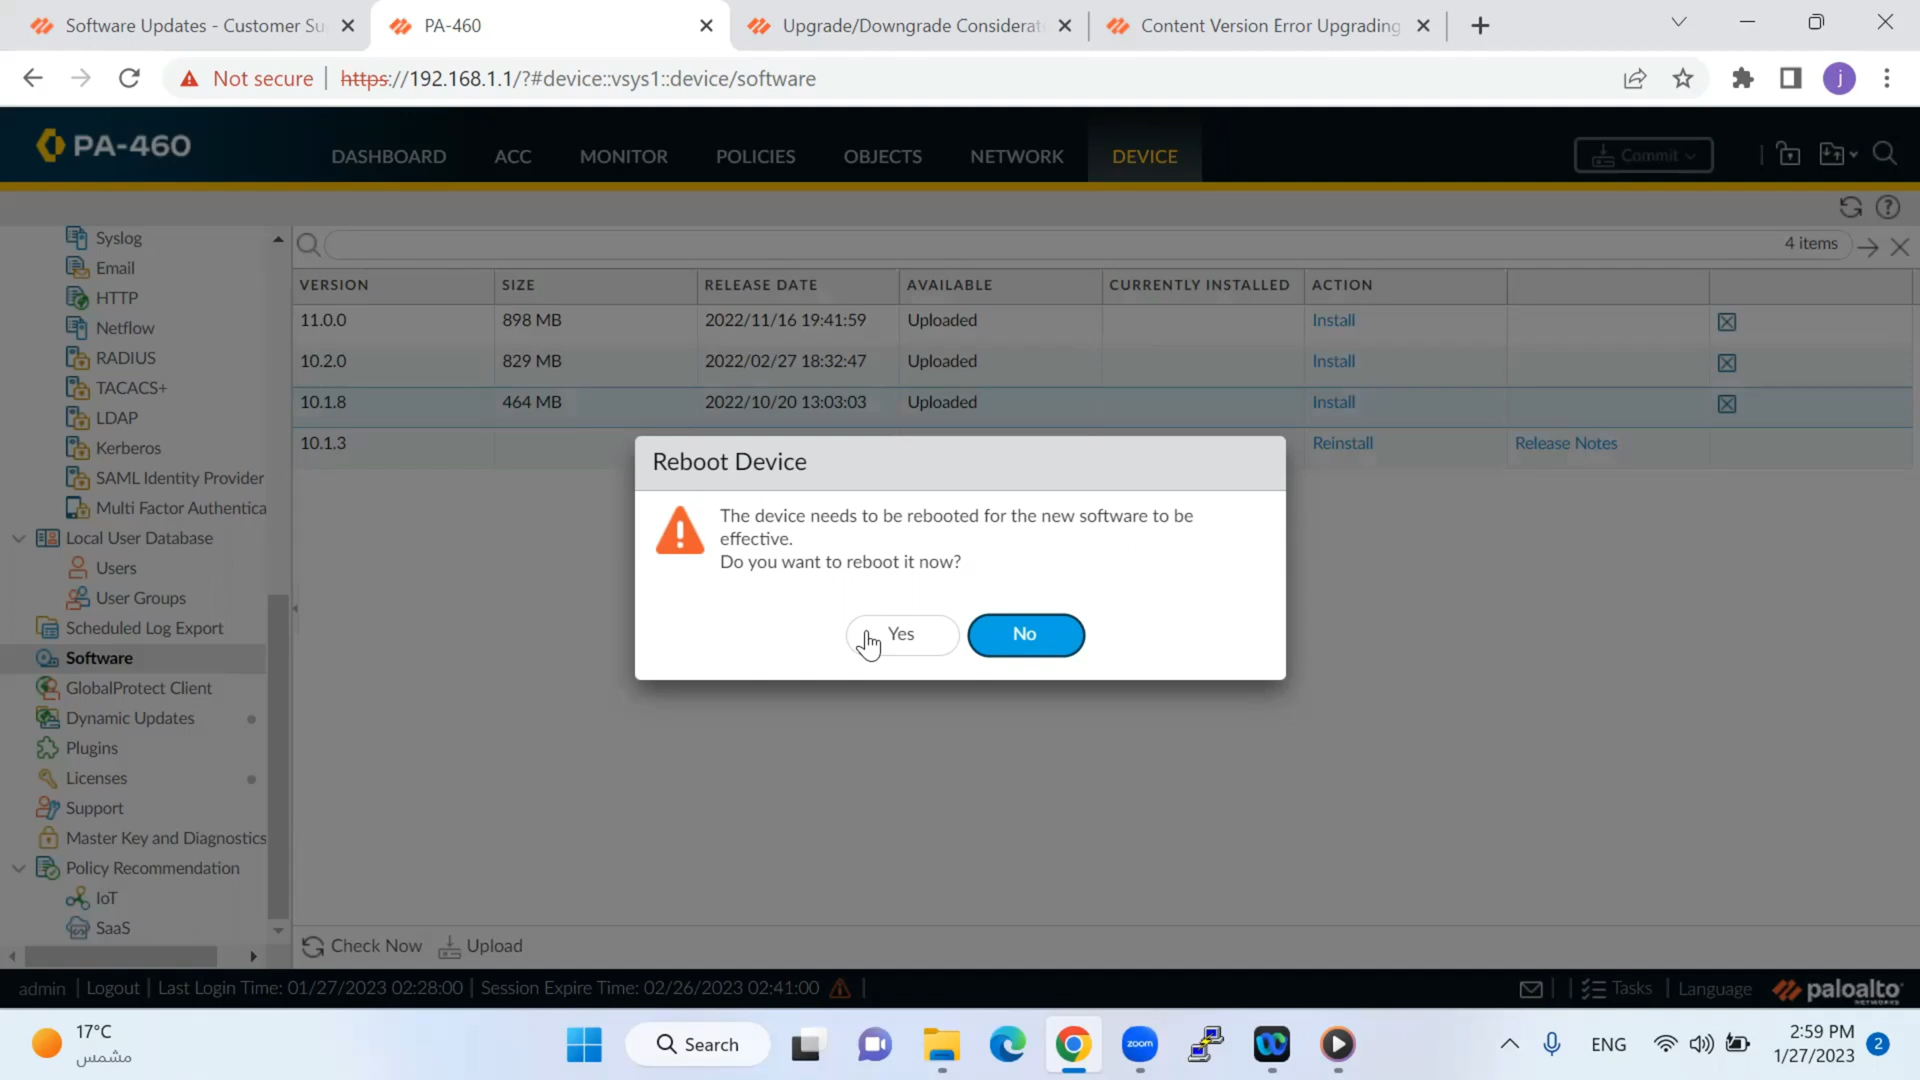 Software Updates - Customer Su
PA-460
Upgrade/Downgrade Considerat
Content Version Error Upgrading
Not secure
https://192.168.1.1/?#device::vsys1::device/software
j
PA-460
DASHBOARD
ACC
MONITOR
POLICIES
OBJECTS
NETWORK
DEVICE
Commit
4 items
Syslog
Email
HTTP
Netflow
RADIUS
TACACS+
LDAP
Kerberos
SAML Identity Provider
Multi Factor Authentica
Local User Database
Users
User Groups
Scheduled Log Export
Software
GlobalProtect Client
Dynamic Updates
Plugins
Licenses
Support
Master Key and Diagnostics
Policy Recommendation
IoT
SaaS
VERSION SIZE RELEASE DATE AVAILABLE CURRENTLY INSTALLED ACTION
11.0.0 898 MB 2022/11/16 19:41:59 Uploaded Install
10.2.0 829 MB 2022/02/27 18:32:47 Uploaded Install
10.1.8 464 MB 2022/10/20 13:03:03 Uploaded Install
10.1.3 Reinstall Release Notes
Reboot Device
The device needs to be rebooted for the new software to be
effective.
Do you want to reboot it now?
Yes
No
Check Now
Upload
admin | Logout | Last Login Time: 01/27/2023 02:28:00 | Session Expire Time: 02/26/2023 02:41:00
Tasks | Language
paloalto
NETWORKS
17°C
مشمس
Search
zoom
ENG
2:59 PM
1/27/2023
2